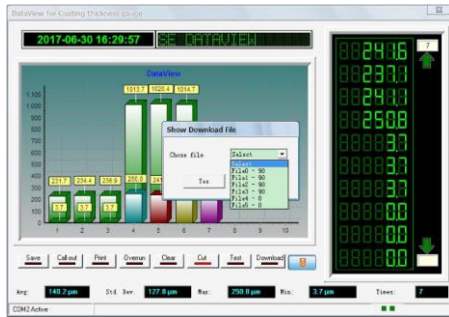 DataView for Coating thickness gauge
2017-06-30 16:29:57
SE DATAVIEW
DataView
1,100
1,000
900
800
700
600
500
400
300
200
100
0
1013.7
1020.4
1014.7
231.7
234.4
236.9
250.8
3.7
3.7
3.7
1 2 3 4 5 6 7 8 9 10
Show Download File
Chose file
Select
Select
File0 - 90
File1 - 90
File2 - 90
File3 - 90
File4 - 0
File5 - 0
Yes
241.6
237.1
241.1
250.8
3.7
3.7
3.7
0.0
0.0
0.0
7
Save Callout Print Overrun Clear Cut Test Download
Avg: 140.2 μm Std. Dev. 127.8 μm Max: 250.8 μm Min. 3.7 μm Times: 7
COM2 Active